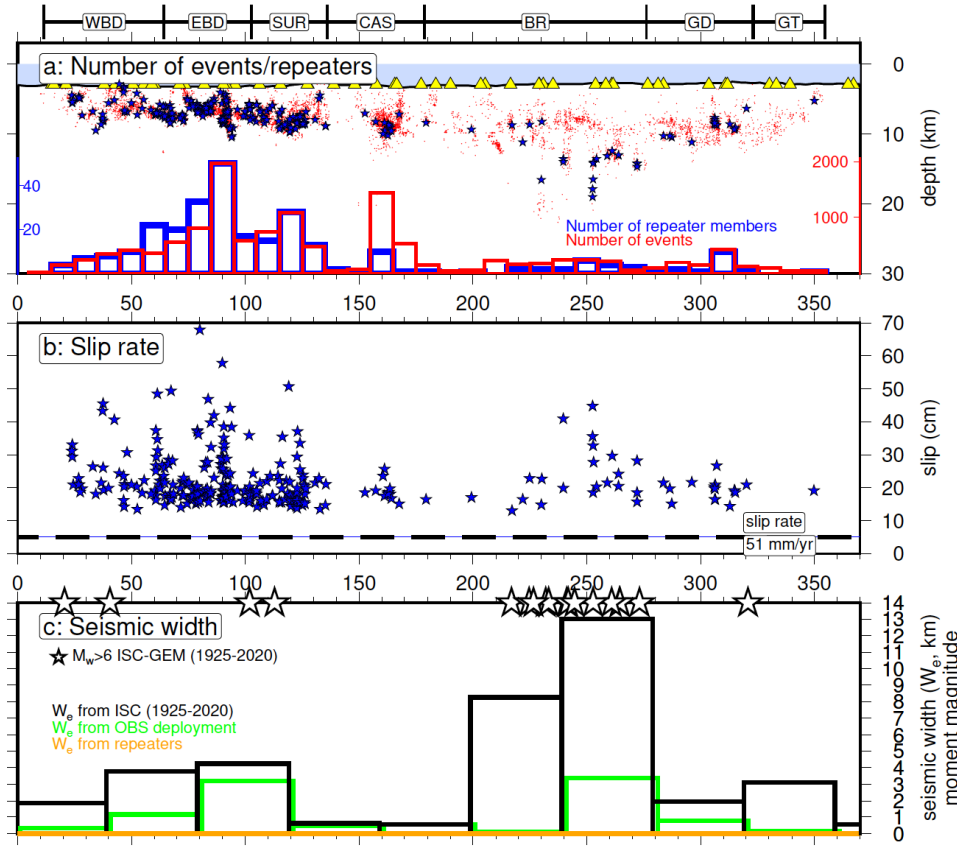 WBD EBD SUR CAS BR GD GT
a: Number of events/repeaters
0
10
20
30
depth (km)
40
20
2000
1000
Number of repeater members
Number of events
0 50 100 150 200 250 300 350
b: Slip rate
70
60
50
40
30
20
10
0
slip (cm)
slip rate
51 mm/yr
0 50 100 150 200 250 300 350
c: Seismic width
Mw>6 ISC-GEM (1925-2020)
We from ISC (1925-2020)
We from OBS deployment
We from repeaters
14
13
12
11
10
9
8
7
6
5
4
3
2
1
0
seismic width (We, km)
moment magnitude